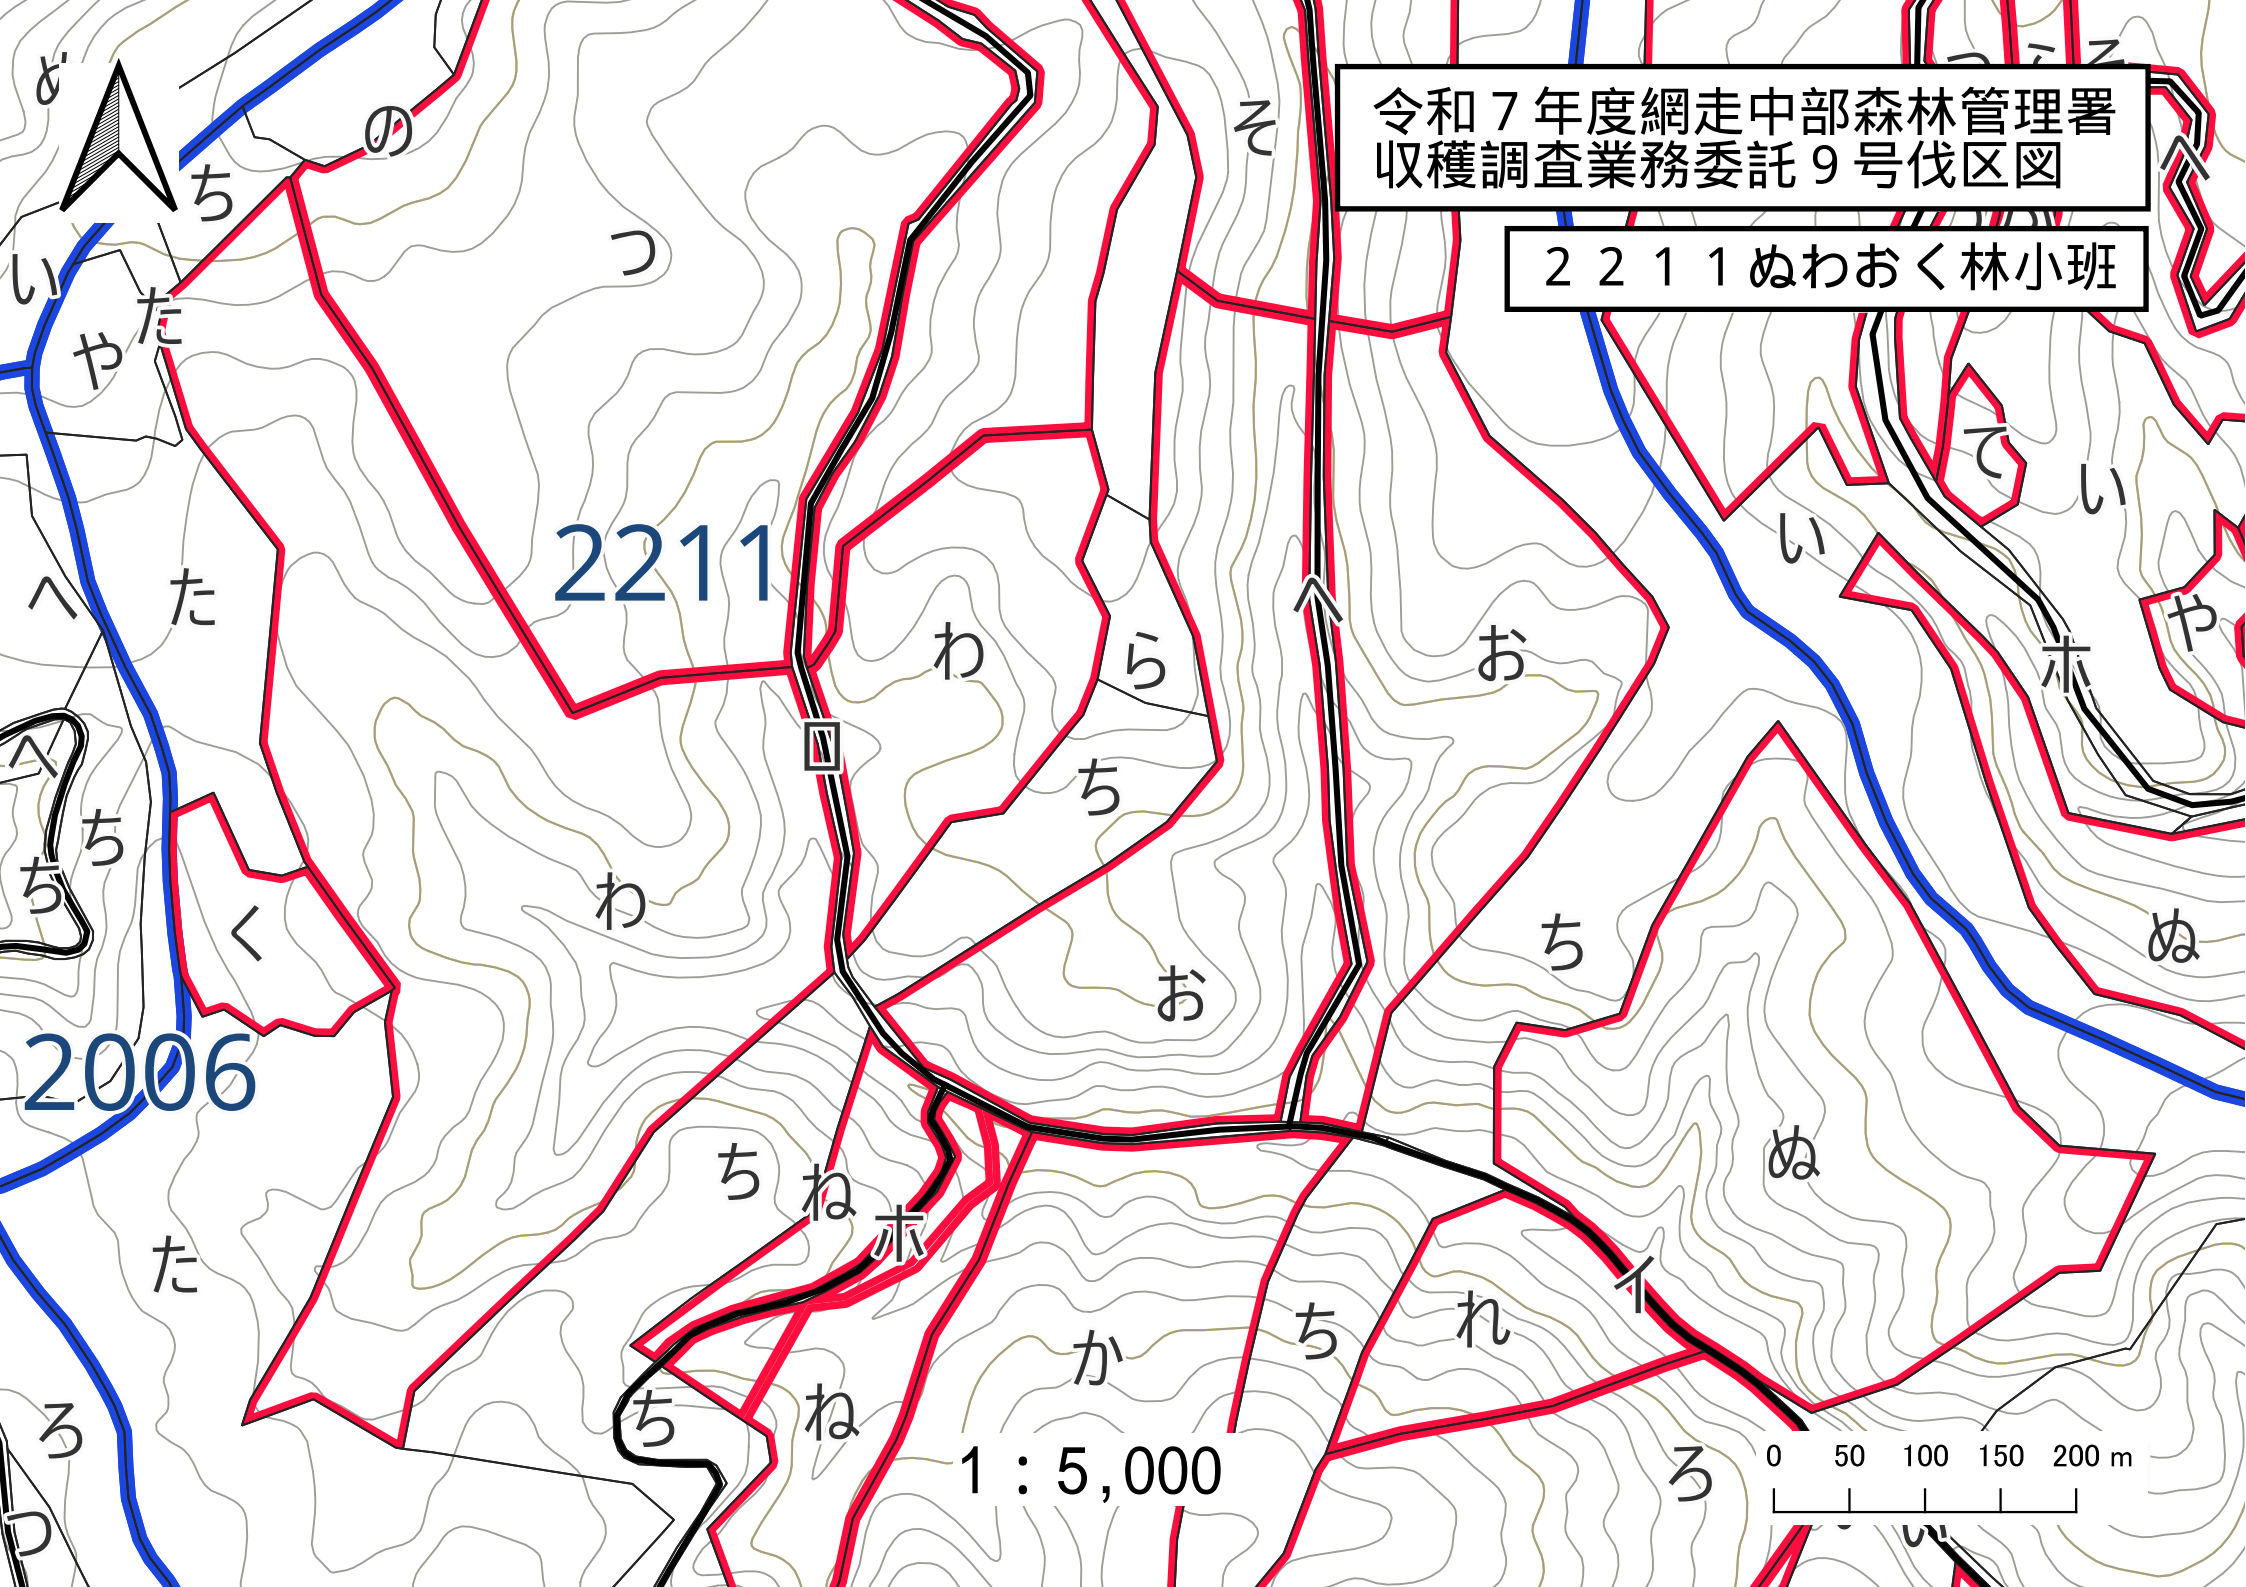 令和７年度網走中部森林管理署
収穫調査業務委託９号伐区図
２２１１ぬわおく林小班
の
そ
ち
つ
へ
い
た
や
て
い
い
2211
へ
た
わ
ら
お
へ
ホ
や
ロ
へ
ち
ち
ち
わ
く
お
ち
ぬ
2006
ち
ね
ホ
ぬ
た
イ
か
ち
れ
ち
ね
ろ
ろ
つ
1：5,000
0 50 100 150 200 m